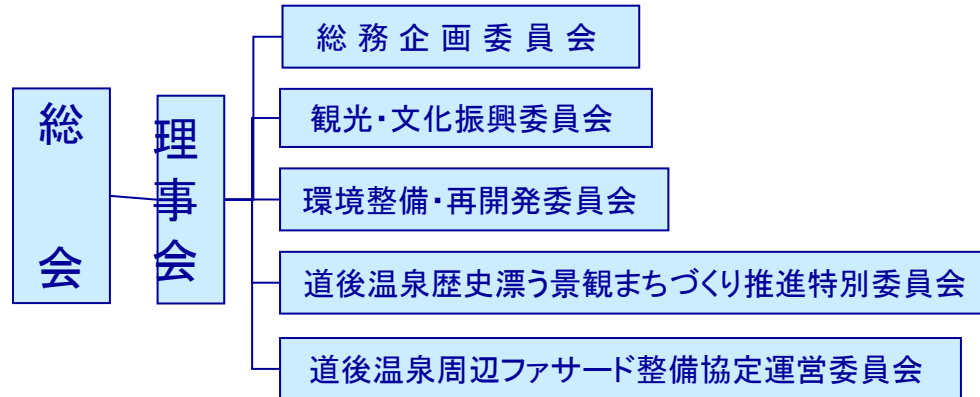 総会
理事会
総務企画委員会
観光・文化振興委員会
環境整備・再開発委員会
道後温泉歴史漂う景観まちづくり推進特別委員会
道後温泉周辺ファサード整備協定運営委員会